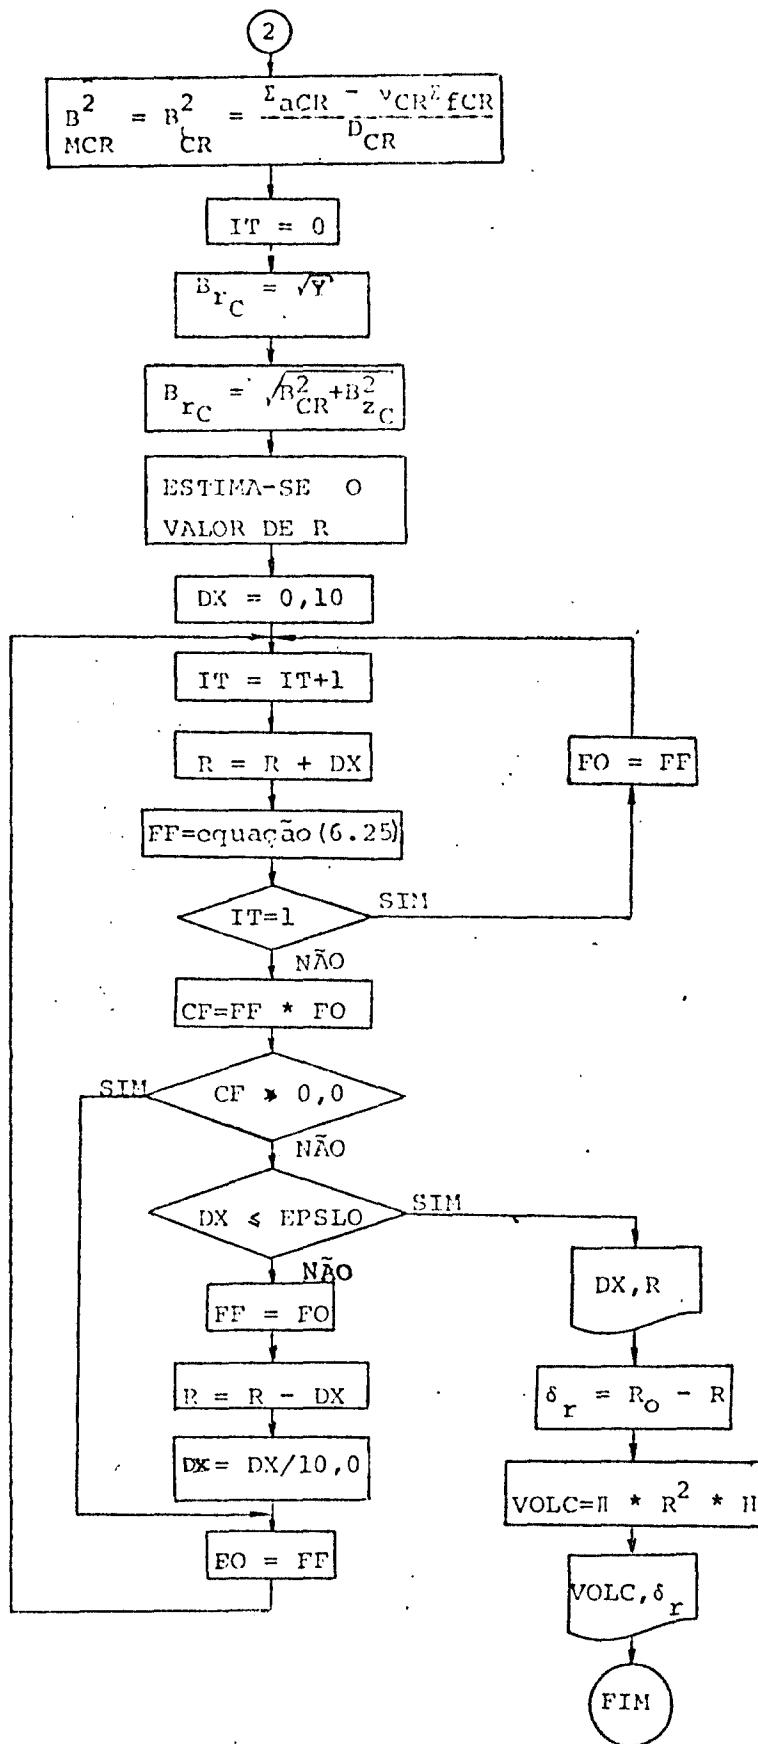 2
B²MCR = B²CR = ΣaCR - νCRΣfCR / DCR
IT = 0
BrC = √Y
BrC = √B²CR+B²zC
ESTIMA-SE O
VALOR DE R
DX = 0,10
IT = IT+1
R = R + DX
FO = FF
FF=equação(6.25)
IT=1
SIM
NÃO
CF=FF * FO
SIM
CF > 0,0
NÃO
DX ⩽ EPSLO
SIM
NÃO
DX,R
FF = FO
R = R - DX
δr = Ro - R
DX= DX/10,0
VOLC=Π * R² * H
EO = FF
VOLC,δr
FIM